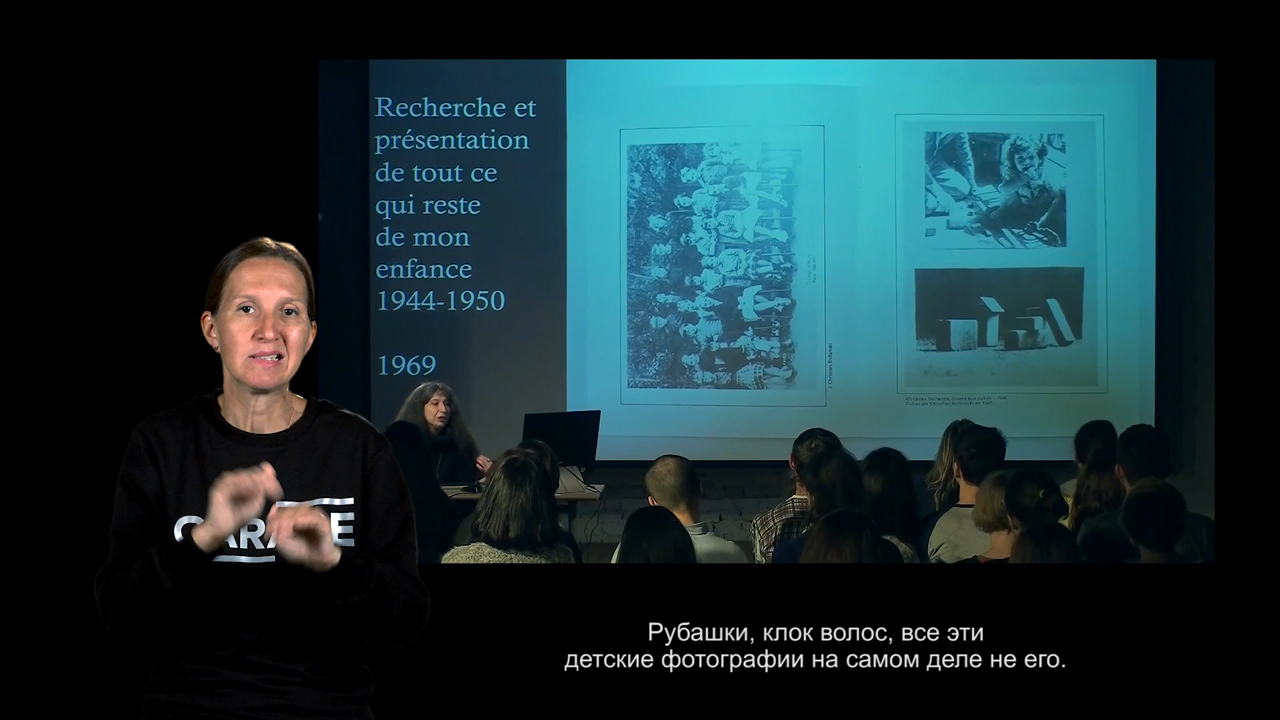 Recherche et
présentation
de tout ce
qui reste
de mon
enfance
1944-1950
1969
Рубашки, клок волос, все эти
детские фотографии на самом деле не его.